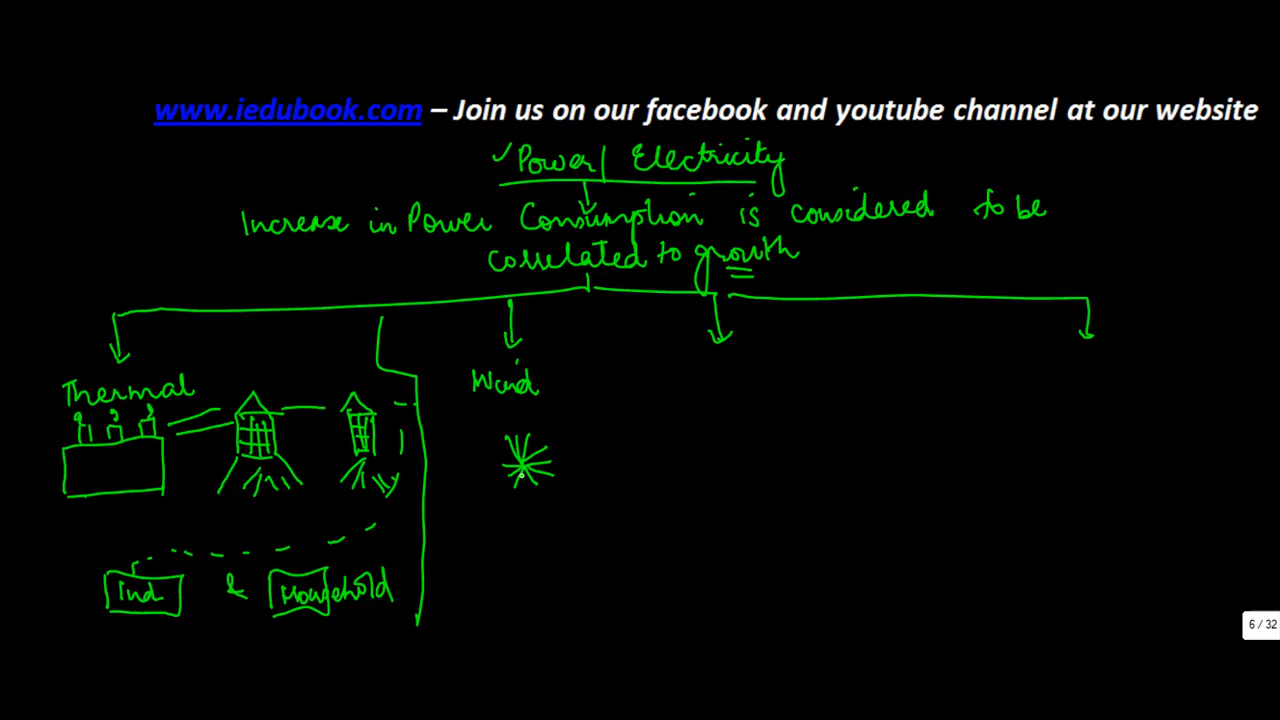 www.iedubook.com – Join us on our facebook and youtube channel at our website
✓Power| Electricity
Increase in Power Consumption is considered to be
correlated to growth
Thermal
Wind
Ind & Household
6 / 32